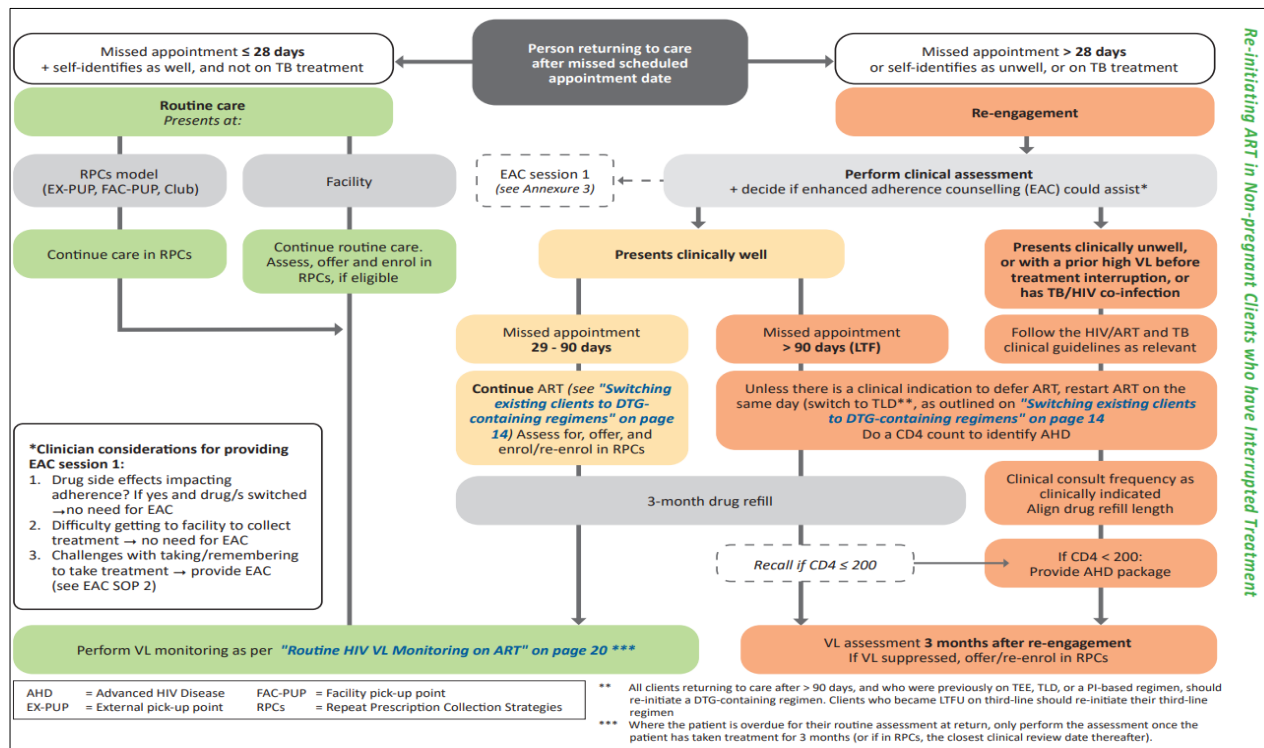 Person returning to care
after missed scheduled
appointment date
Missed appointment ≤ 28 days
+ self-identifies as well, and not on TB treatment
Missed appointment > 28 days
or self-identifies as unwell, or on TB treatment
Routine care
Presents at:
Re-engagement
RPCs model
(EX-PUP, FAC-PUP, Club)
Facility
EAC session 1
(see Annexure 3)
Perform clinical assessment
+ decide if enhanced adherence counselling (EAC) could assist*
Continue care in RPCs
Continue routine care.
Assess, offer and enrol in
RPCs, if eligible
Presents clinically well
Presents clinically unwell,
or with a prior high VL before
treatment interruption, or
has TB/HIV co-infection
Missed appointment
29 - 90 days
Missed appointment
> 90 days (LTF)
Follow the HIV/ART and TB
clinical guidelines as relevant
Continue ART (see "Switching
existing clients to DTG-
containing regimens" on page
14) Assess for, offer, and
enrol/re-enrol in RPCs
Unless there is a clinical indication to defer ART, restart ART on the
same day (switch to TLD**, as outlined on "Switching existing clients
to DTG-containing regimens" on page 14
Do a CD4 count to identify AHD
*Clinician considerations for providing
EAC session 1:
1. Drug side effects impacting
adherence? If yes and drug/s switched
→no need for EAC
2. Difficulty getting to facility to collect
treatment → no need for EAC
3. Challenges with taking/remembering
to take treatment → provide EAC
(see EAC SOP 2)
3-month drug refill
Clinical consult frequency as
clinically indicated
Align drug refill length
Recall if CD4 ≤ 200
If CD4 < 200:
Provide AHD package
Perform VL monitoring as per "Routine HIV VL Monitoring on ART" on page 20 ***
VL assessment 3 months after re-engagement
If VL suppressed, offer/re-enrol in RPCs
AHD = Advanced HIV Disease FAC-PUP = Facility pick-up point
EX-PUP = External pick-up point RPCs = Repeat Prescription Collection Strategies
** All clients returning to care after > 90 days, and who were previously on TEE, TLD, or a PI-based regimen, should
re-initiate a DTG-containing regimen. Clients who became LTFU on third-line should re-initiate their third-line
regimen
*** Where the patient is overdue for their routine assessment at return, only perform the assessment once the
patient has taken treatment for 3 months (or if in RPCs, the closest clinical review date thereafter).
Re-initiating ART in Non-pregnant Clients who have Interrupted Treatment